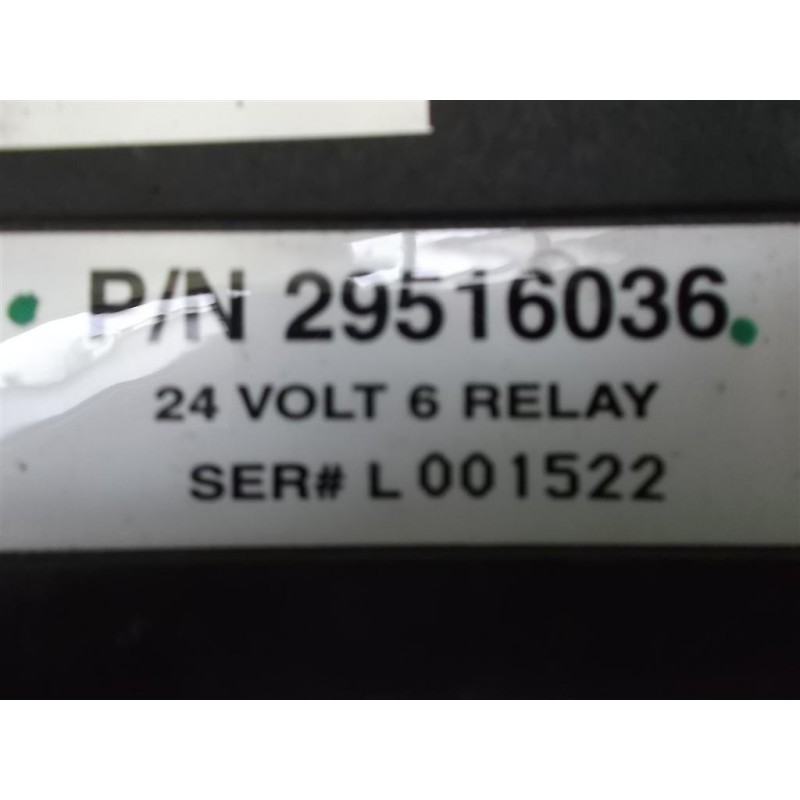 P/N 29516036
24 VOLT 6 RELAY
SER# L 001522